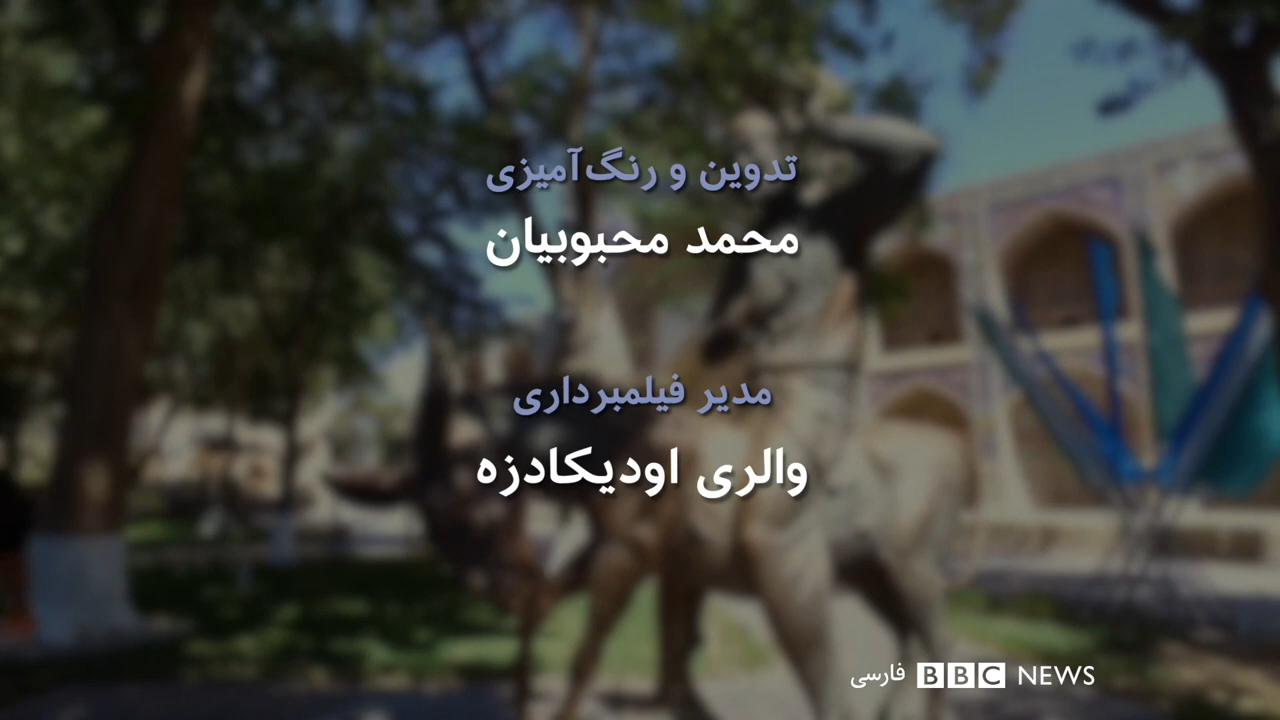 تدوین و رنگ‌آمیزی
محمد محبوبیان
مدیر فیلمبرداری
والری اودیکادزه
BBC NEWS فارسی